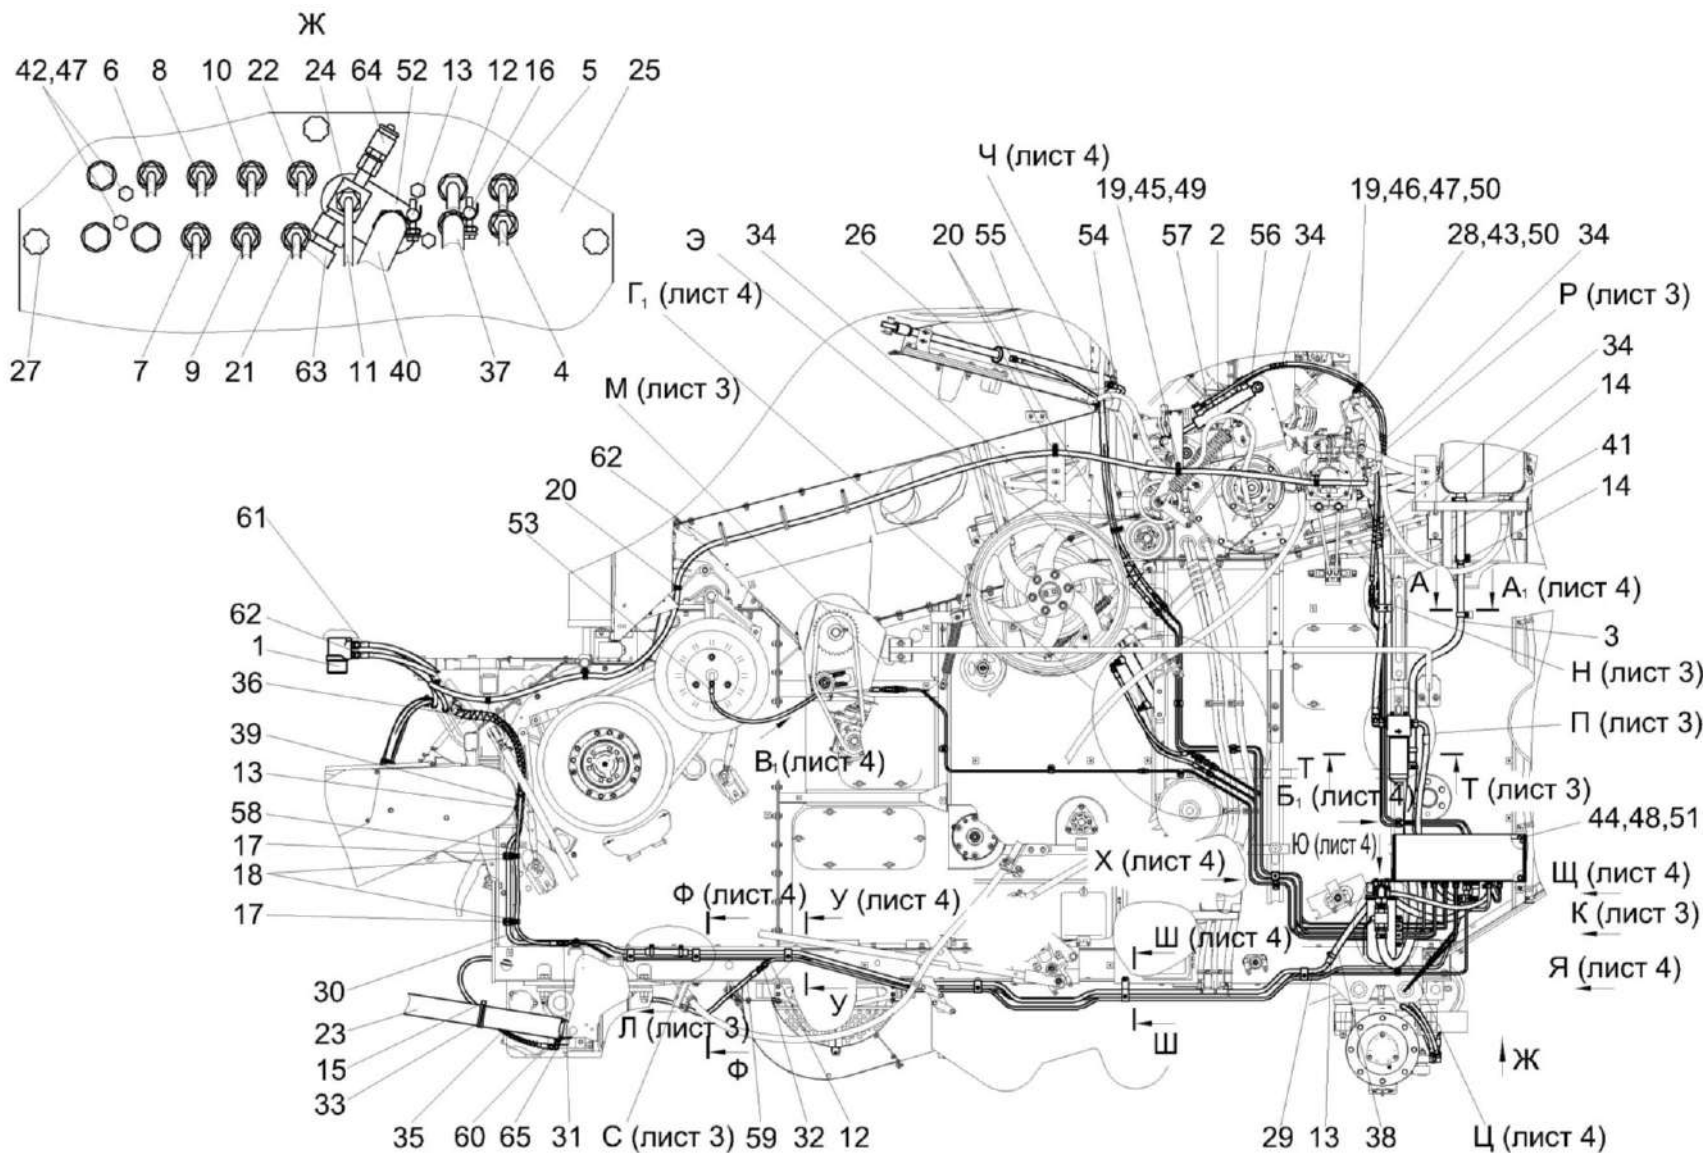 Ж
42,47 6 8 10 22 24 64 52 13 12 16 5 25
27 7 9 21 63 11 40 37 4
Ч (лист 4)
19,45,49 19,46,47,50
Э 34 26 20 55 54 57 2 56 34 28,43,50 34
Г₁ (лист 4) Р (лист 3)
34
М (лист 3) 14
41
62
20 14
61 53
А А₁ (лист 4)
62
1 3
36 Н (лист 3)
39 П (лист 3)
13 В₁(лист 4) Т Т (лист 3)
Б₁ (лист 4)
58 44,48,51
17 Ю (лист 4)
18 Х (лист 4) Щ (лист 4)
17 Ф (лист 4) У (лист 4) К (лист 3)
Ш (лист 4)
30 Я (лист 4)
23 Л (лист 3) У
15 Ф Ш Ж
33
35 60 65 31 С (лист 3) 59 32 12 29 13 38 Ц (лист 4)